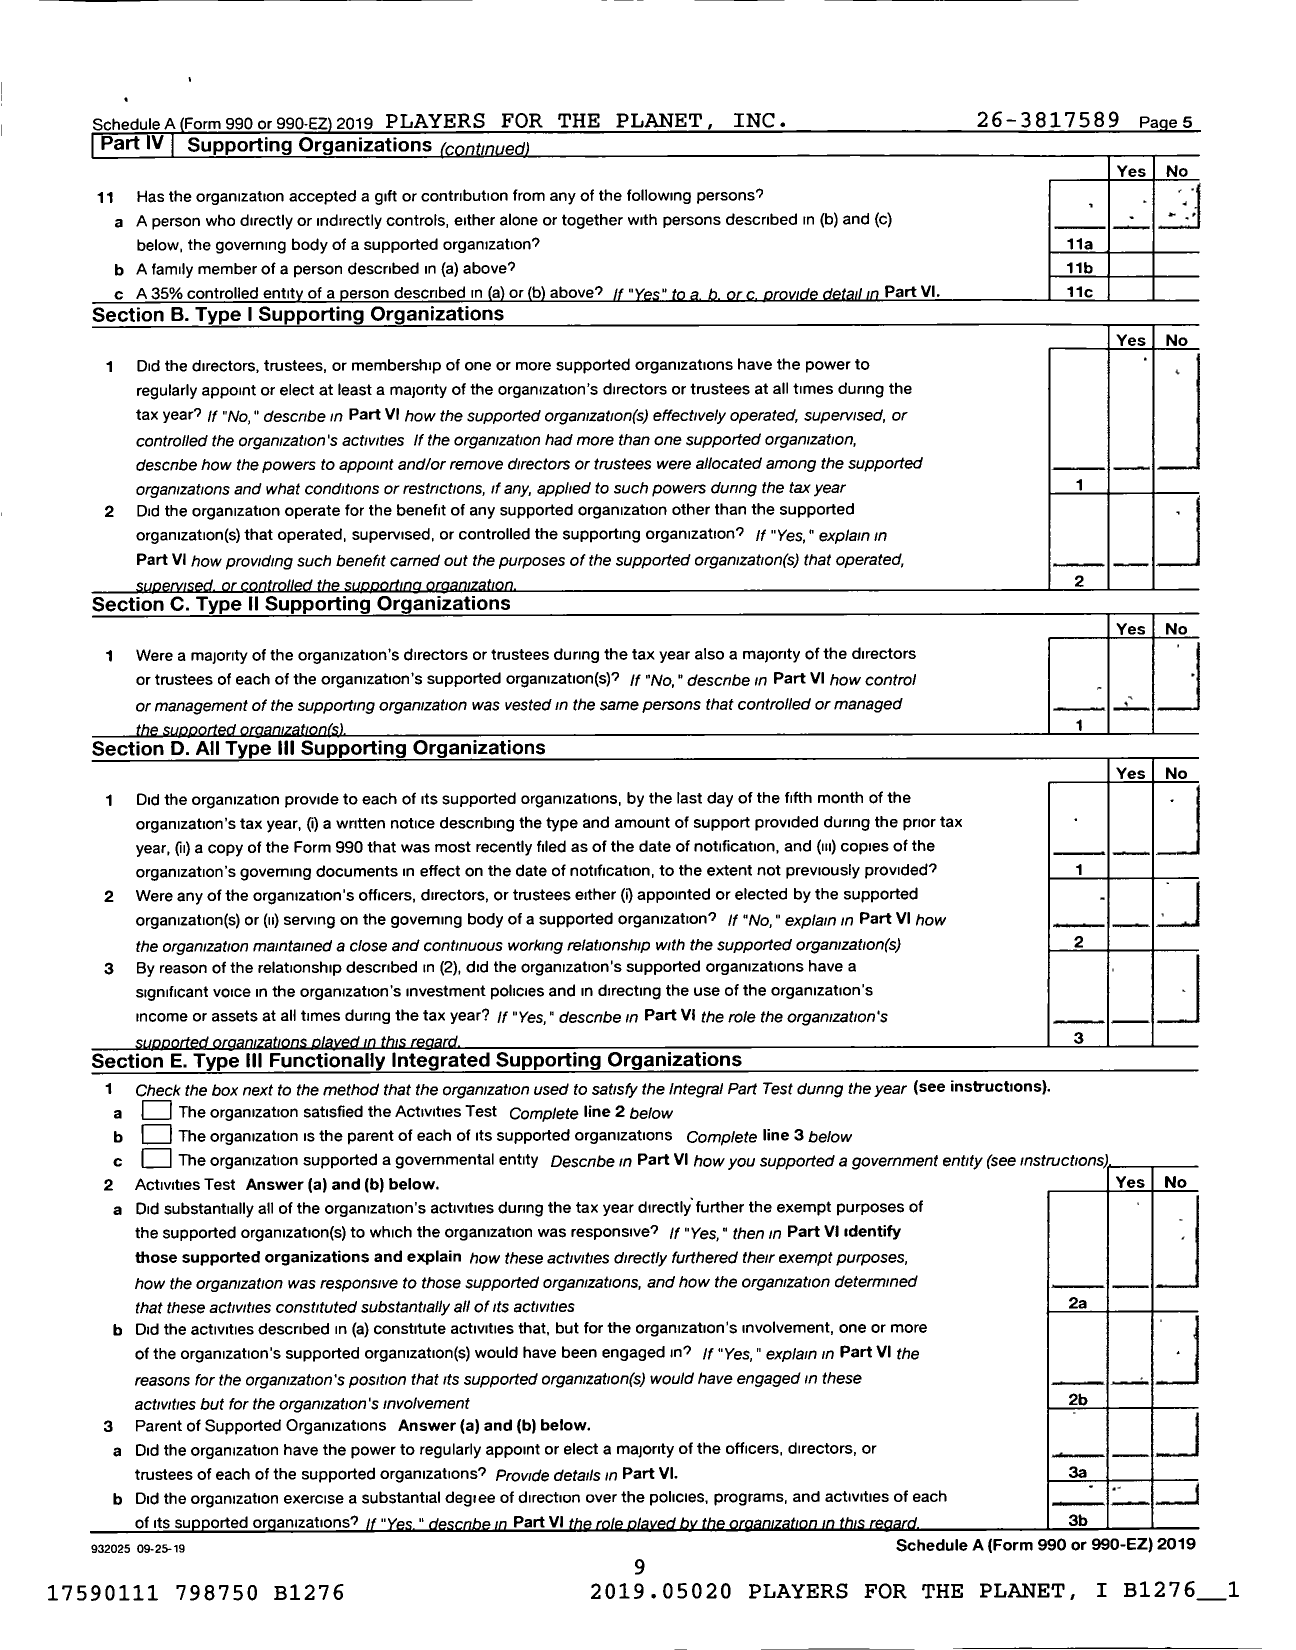 Schedule A (Form 990 or 990-EZ) 2019 PLAYERS FOR THE PLANET, INC. 26-3817589 Page 5
Part IV Supporting Organizations (continued)
Yes No
11 Has the organization accepted a gift or contribution from any of the following persons?
a A person who directly or indirectly controls, either alone or together with persons described in (b) and (c)
below, the governing body of a supported organization? 11a
b A family member of a person described in (a) above? 11b
c A 35% controlled entity of a person described in (a) or (b) above? If "Yes" to a, b, or c, provide detail in Part VI. 11c
Section B. Type I Supporting Organizations
Yes No
1 Did the directors, trustees, or membership of one or more supported organizations have the power to
regularly appoint or elect at least a majority of the organization's directors or trustees at all times during the
tax year? If "No," describe in Part VI how the supported organization(s) effectively operated, supervised, or
controlled the organization's activities If the organization had more than one supported organization,
describe how the powers to appoint and/or remove directors or trustees were allocated among the supported
organizations and what conditions or restrictions, if any, applied to such powers during the tax year 1
2 Did the organization operate for the benefit of any supported organization other than the supported
organization(s) that operated, supervised, or controlled the supporting organization? If "Yes," explain in
Part VI how providing such benefit carried out the purposes of the supported organization(s) that operated,
supervised, or controlled the supporting organization. 2
Section C. Type II Supporting Organizations
Yes No
1 Were a majority of the organization's directors or trustees during the tax year also a majority of the directors
or trustees of each of the organization's supported organization(s)? If "No," describe in Part VI how control
or management of the supporting organization was vested in the same persons that controlled or managed
the supported organization(s). 1
Section D. All Type III Supporting Organizations
Yes No
1 Did the organization provide to each of its supported organizations, by the last day of the fifth month of the
organization's tax year, (i) a written notice describing the type and amount of support provided during the prior tax
year, (ii) a copy of the Form 990 that was most recently filed as of the date of notification, and (iii) copies of the
organization's governing documents in effect on the date of notification, to the extent not previously provided? 1
2 Were any of the organization's officers, directors, or trustees either (i) appointed or elected by the supported
organization(s) or (ii) serving on the governing body of a supported organization? If "No," explain in Part VI how
the organization maintained a close and continuous working relationship with the supported organization(s) 2
3 By reason of the relationship described in (2), did the organization's supported organizations have a
significant voice in the organization's investment policies and in directing the use of the organization's
income or assets at all times during the tax year? If "Yes," describe in Part VI the role the organization's
supported organizations played in this regard. 3
Section E. Type III Functionally Integrated Supporting Organizations
1 Check the box next to the method that the organization used to satisfy the Integral Part Test during the year (see instructions).
a The organization satisfied the Activities Test Complete line 2 below
b The organization is the parent of each of its supported organizations Complete line 3 below
c The organization supported a governmental entity Describe in Part VI how you supported a government entity (see instructions).
2 Activities Test Answer (a) and (b) below. Yes No
a Did substantially all of the organization's activities during the tax year directly further the exempt purposes of
the supported organization(s) to which the organization was responsive? If "Yes," then in Part VI identify
those supported organizations and explain how these activities directly furthered their exempt purposes,
how the organization was responsive to those supported organizations, and how the organization determined
that these activities constituted substantially all of its activities 2a
b Did the activities described in (a) constitute activities that, but for the organization's involvement, one or more
of the organization's supported organization(s) would have been engaged in? If "Yes," explain in Part VI the
reasons for the organization's position that its supported organization(s) would have engaged in these
activities but for the organization's involvement 2b
3 Parent of Supported Organizations Answer (a) and (b) below.
a Did the organization have the power to regularly appoint or elect a majority of the officers, directors, or
trustees of each of the supported organizations? Provide details in Part VI. 3a
b Did the organization exercise a substantial degree of direction over the policies, programs, and activities of each
of its supported organizations? If "Yes," describe in Part VI the role played by the organization in this regard. 3b
932025 09-25-19 Schedule A (Form 990 or 990-EZ) 2019
9
17590111 798750 B1276 2019.05020 PLAYERS FOR THE PLANET, I B1276__1